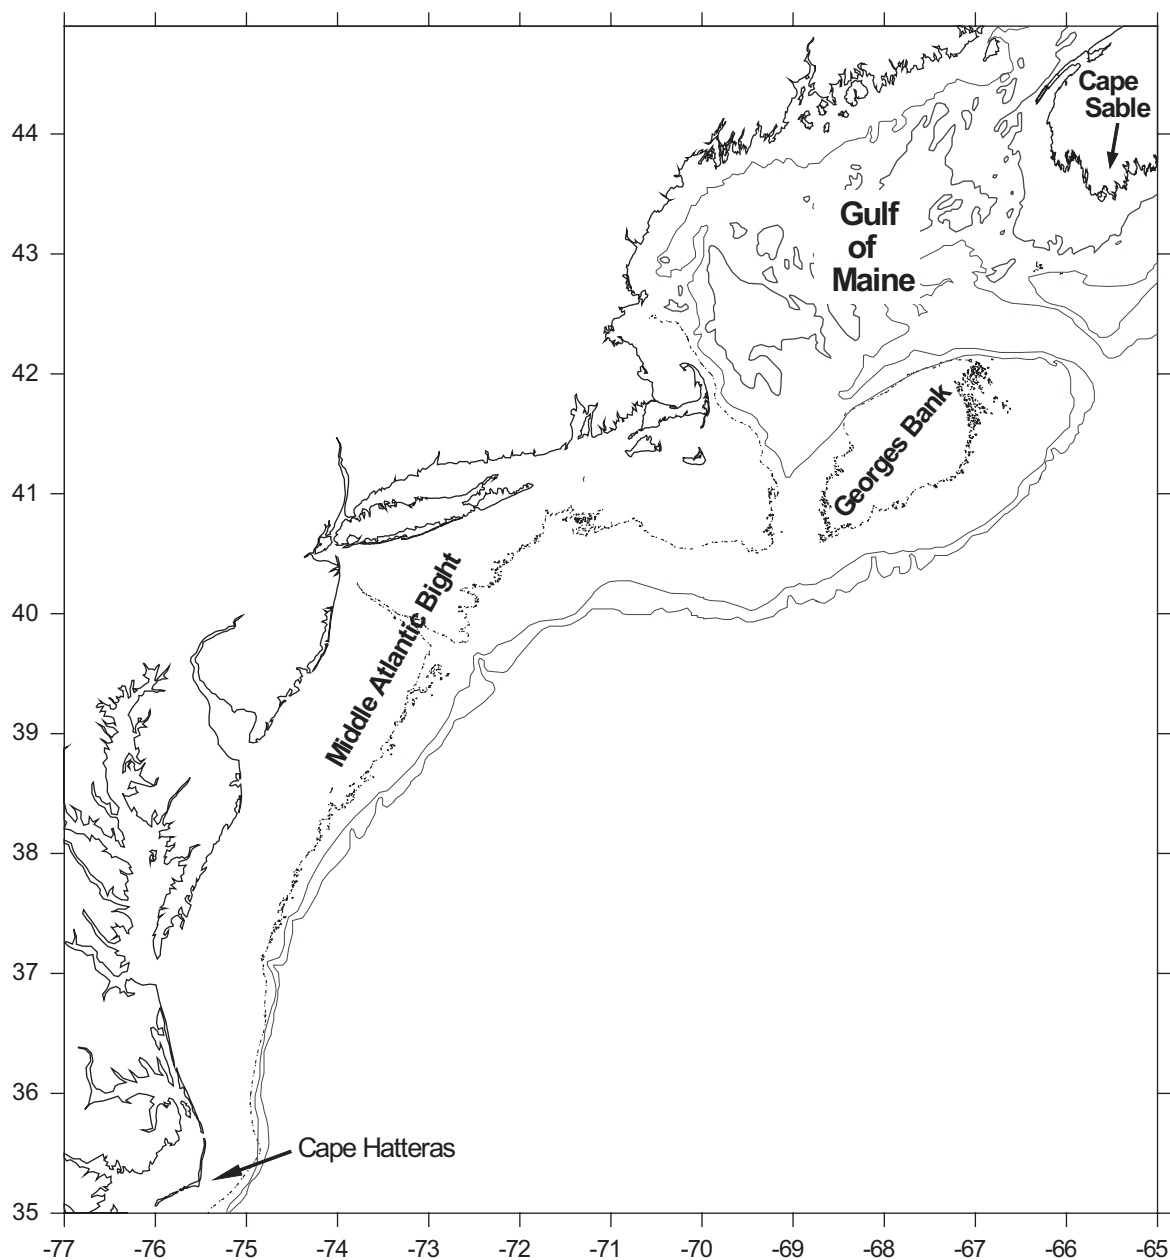 Cape
Sable
44
Gulf
of
Maine
43
42
Georges Bank
41
Middle Atlantic Bight
40
39
38
37
36
Cape Hatteras
35
-77 -76 -75 -74 -73 -72 -71 -70 -69 -68 -67 -66 -65